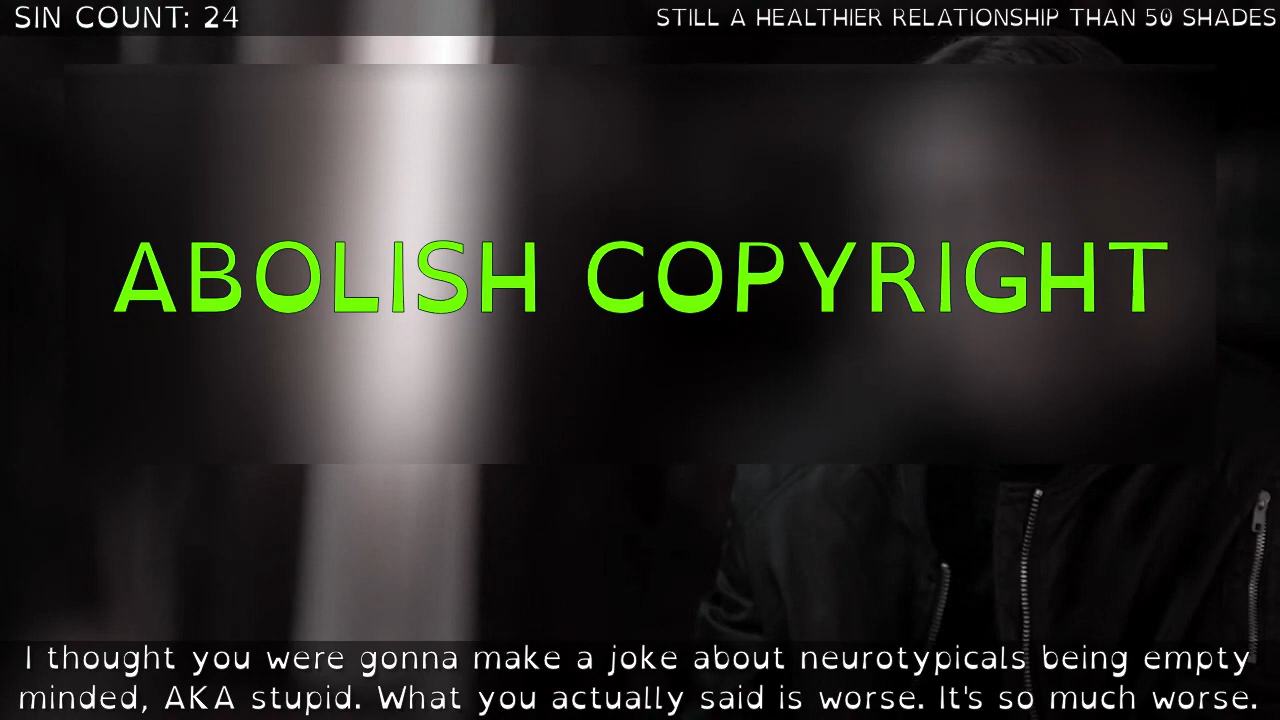 SIN COUNT: 24
STILL A HEALTHIER RELATIONSHIP THAN 50 SHADES
ABOLISH COPYRIGHT
I thought you were gonna make a joke about neurotypicals being empty
minded, AKA stupid. What you actually said is worse. It's so much worse.